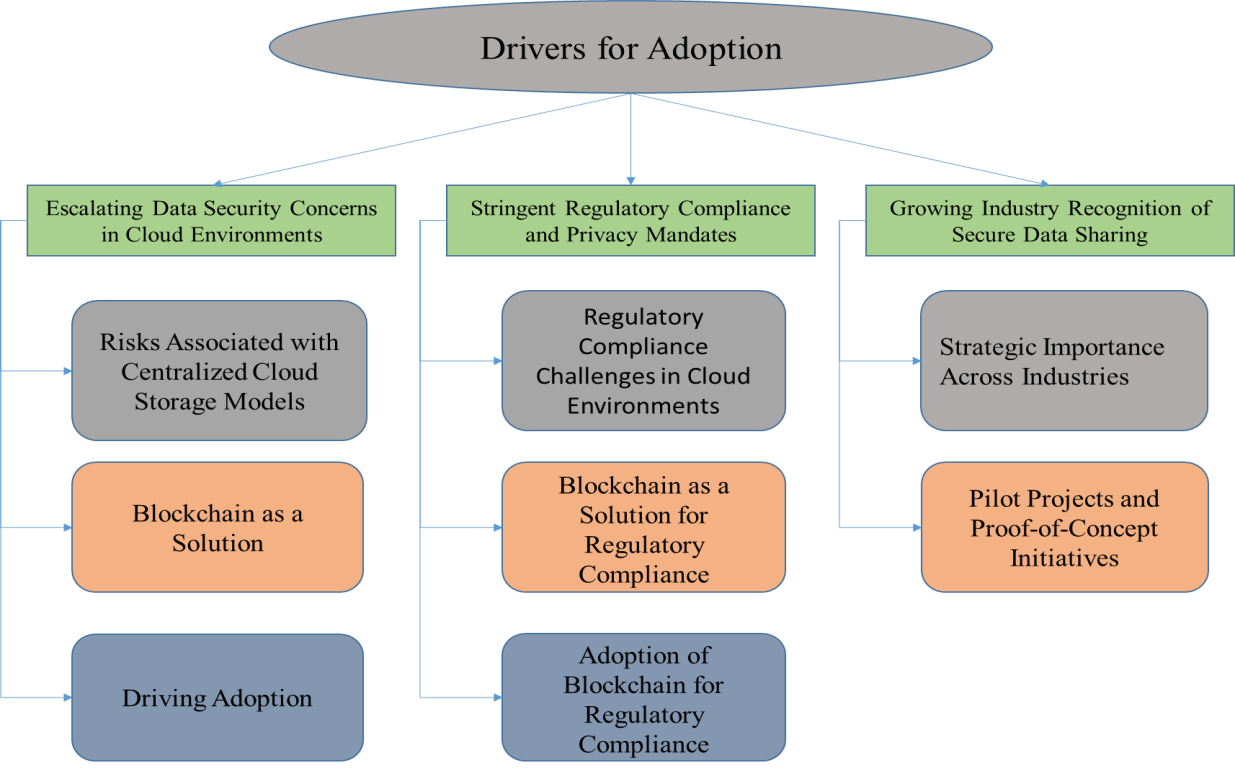 Drivers for Adoption
Escalating Data Security Concerns
in Cloud Environments
Risks Associated with
Centralized Cloud
Storage Models
Blockchain as a
Solution
Driving Adoption
Stringent Regulatory Compliance
and Privacy Mandates
Regulatory
Compliance
Challenges in Cloud
Environments
Blockchain as a
Solution for
Regulatory
Compliance
Adoption of
Blockchain for
Regulatory
Compliance
Growing Industry Recognition of
Secure Data Sharing
Strategic Importance
Across Industries
Pilot Projects and
Proof-of-Concept
Initiatives